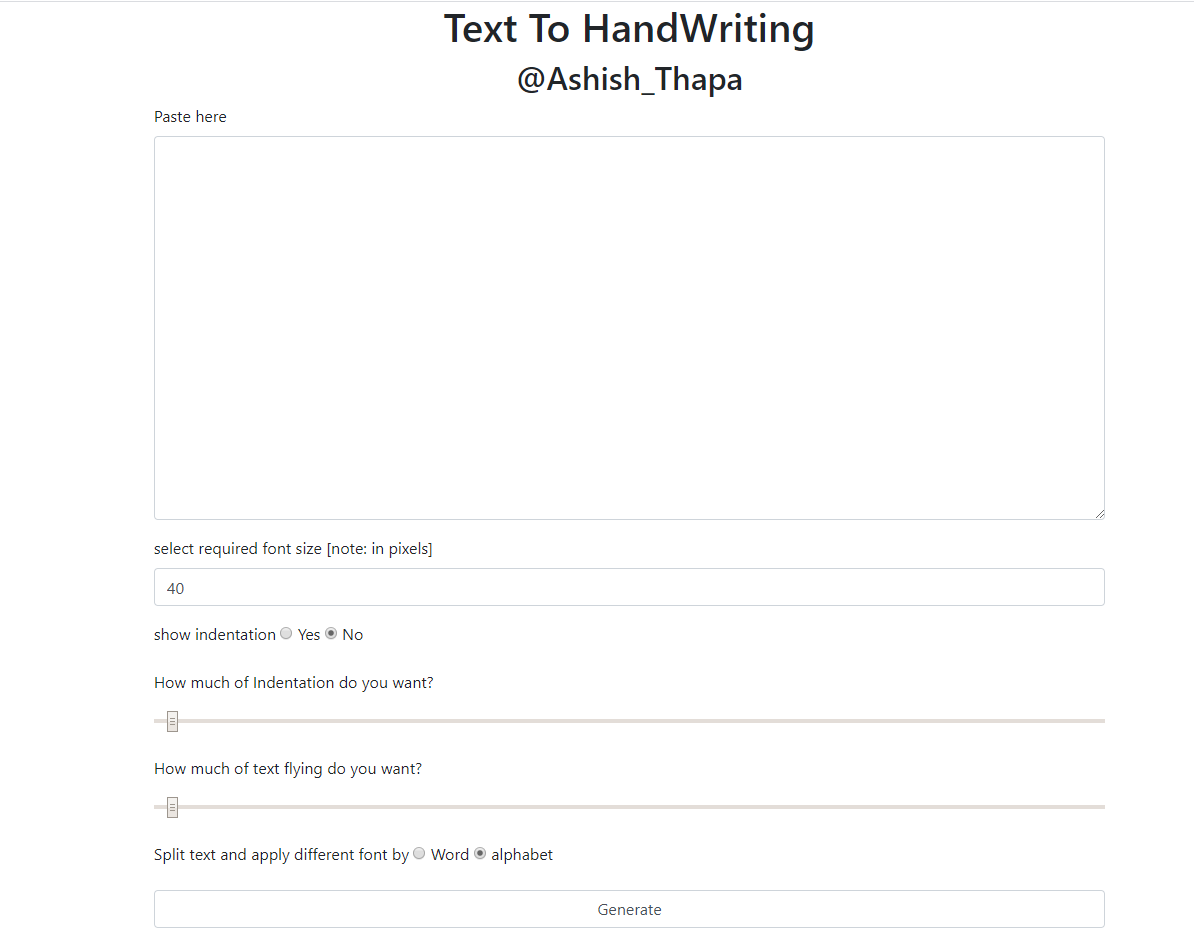 Text To HandWriting
@Ashish_Thapa
Paste here
select required font size [note: in pixels]
40
show indentation Yes No
How much of Indentation do you want?
How much of text flying do you want?
Split text and apply different font by Word alphabet
Generate